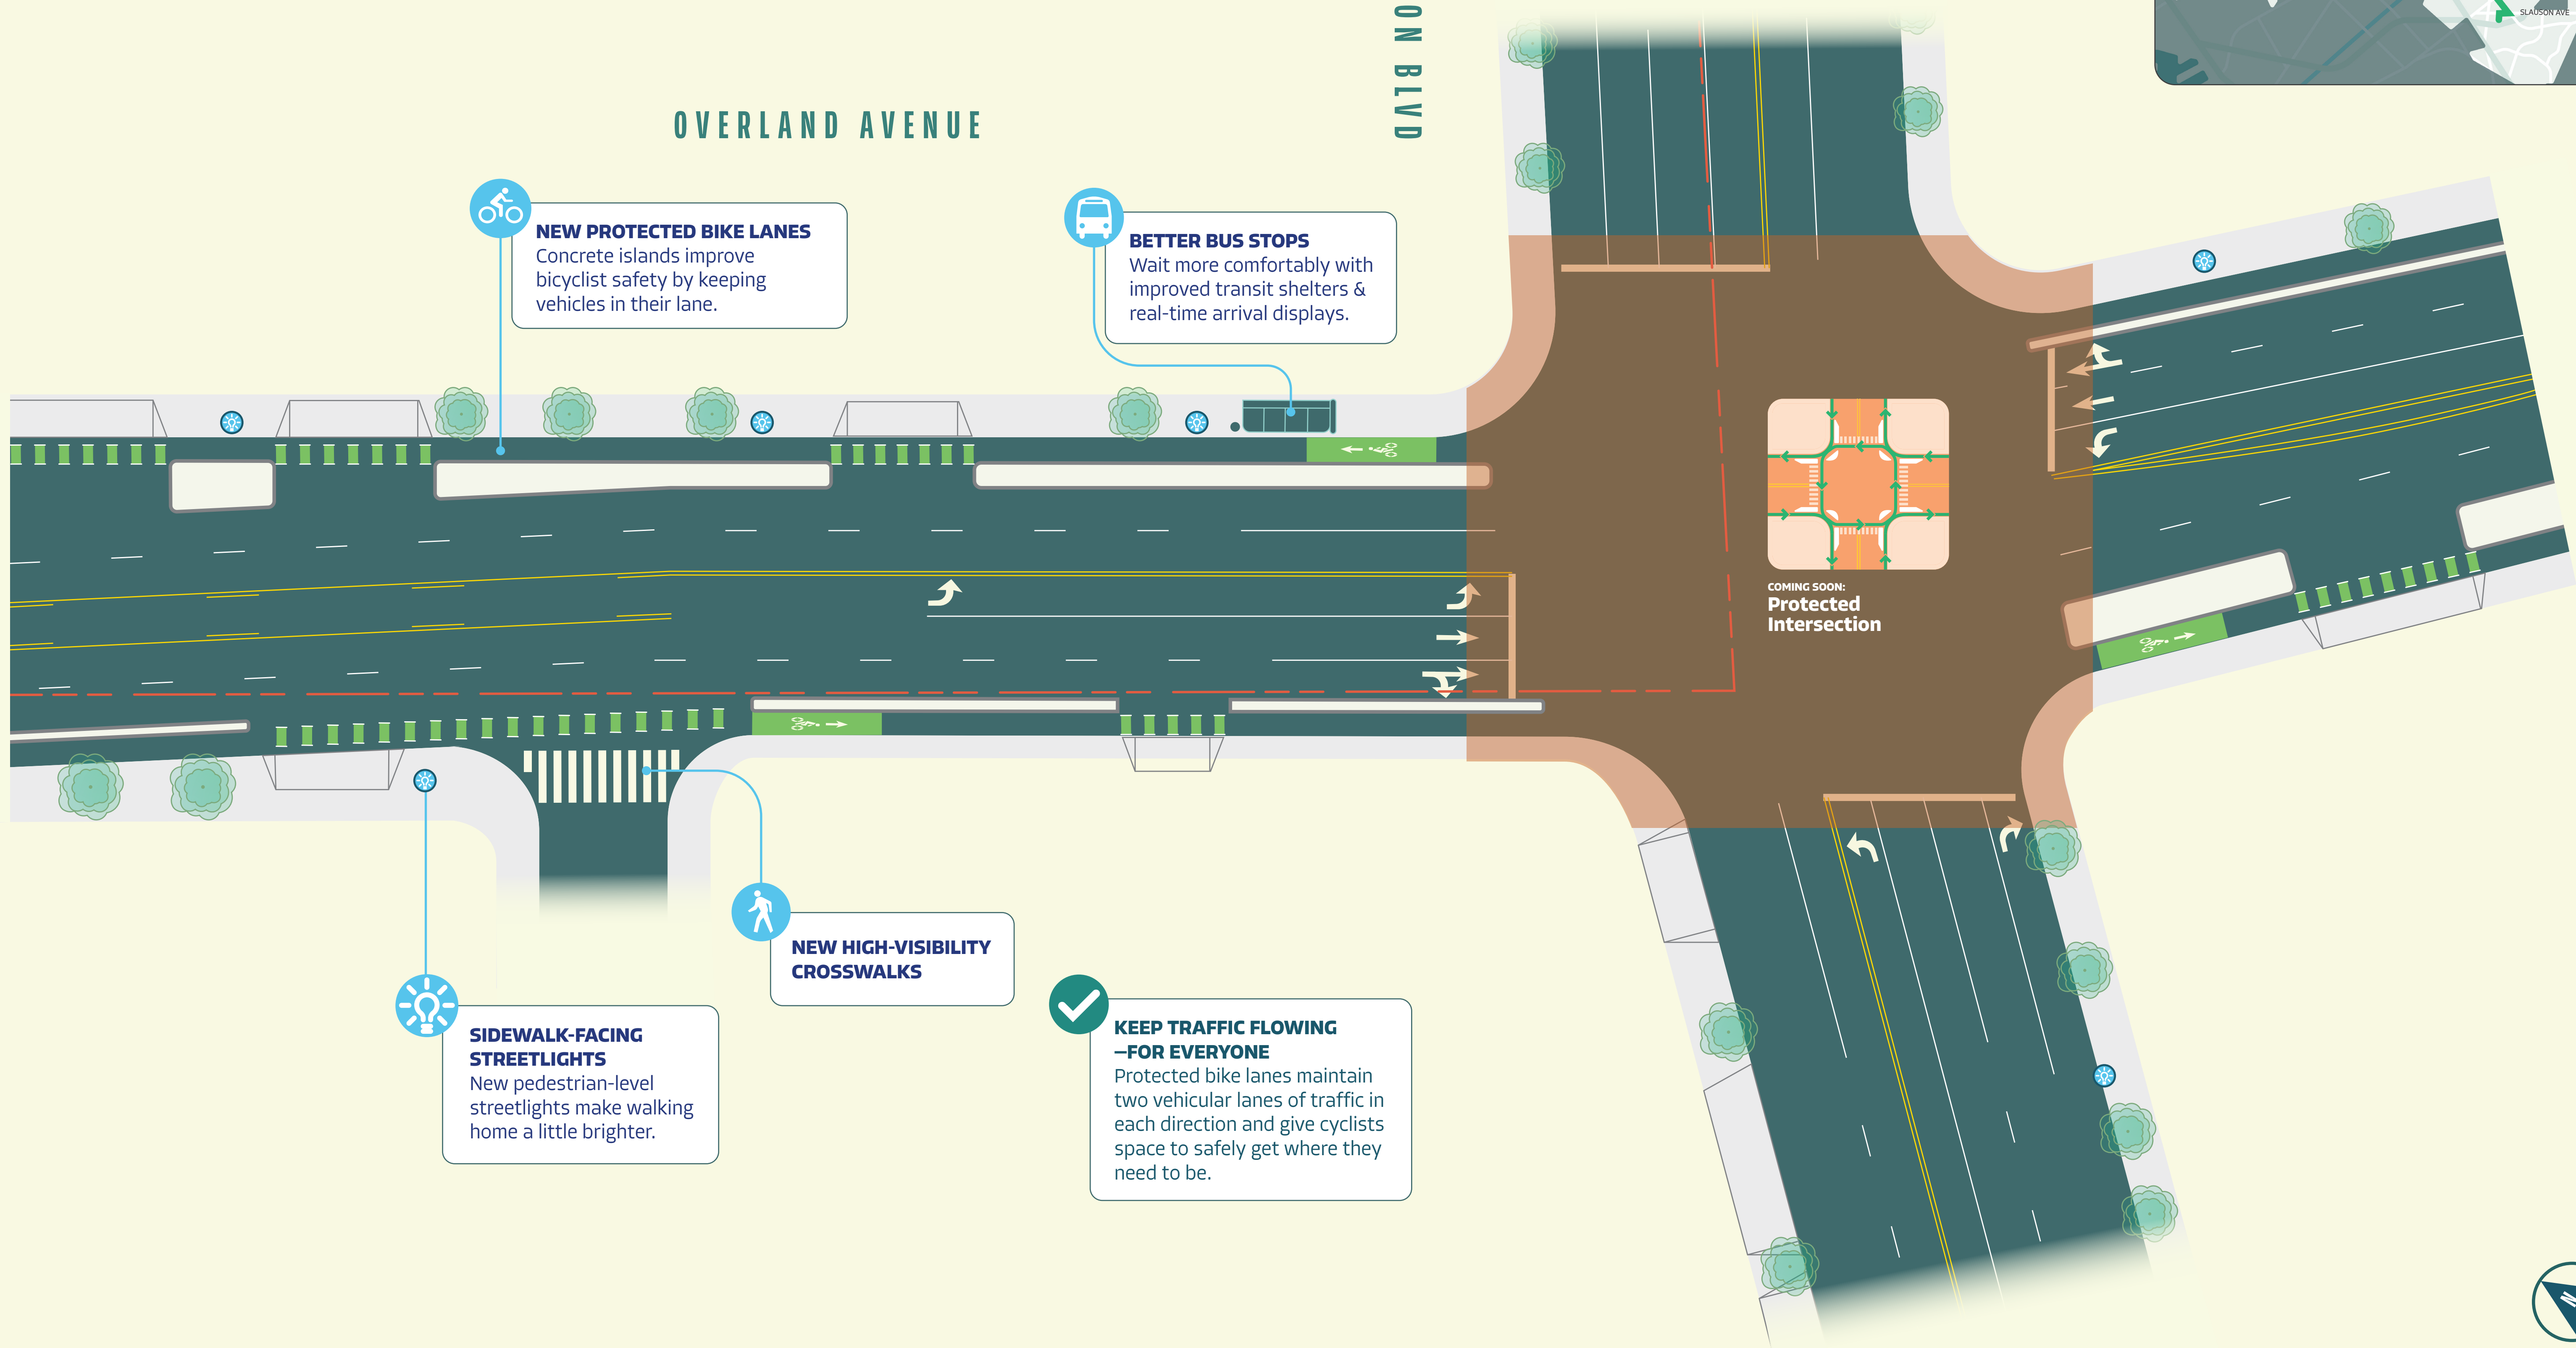 ON BLVD
SLAUSON AVE
OVERLAND AVENUE
NEW PROTECTED BIKE LANES
Concrete islands improve
bicyclist safety by keeping
vehicles in their lane.
BETTER BUS STOPS
Wait more comfortably with
improved transit shelters &
real-time arrival displays.
COMING SOON:
Protected
Intersection
NEW HIGH-VISIBILITY
CROSSWALKS
SIDEWALK-FACING
STREETLIGHTS
New pedestrian-level
streetlights make walking
home a little brighter.
KEEP TRAFFIC FLOWING
–FOR EVERYONE
Protected bike lanes maintain
two vehicular lanes of traffic in
each direction and give cyclists
space to safely get where they
need to be.
N